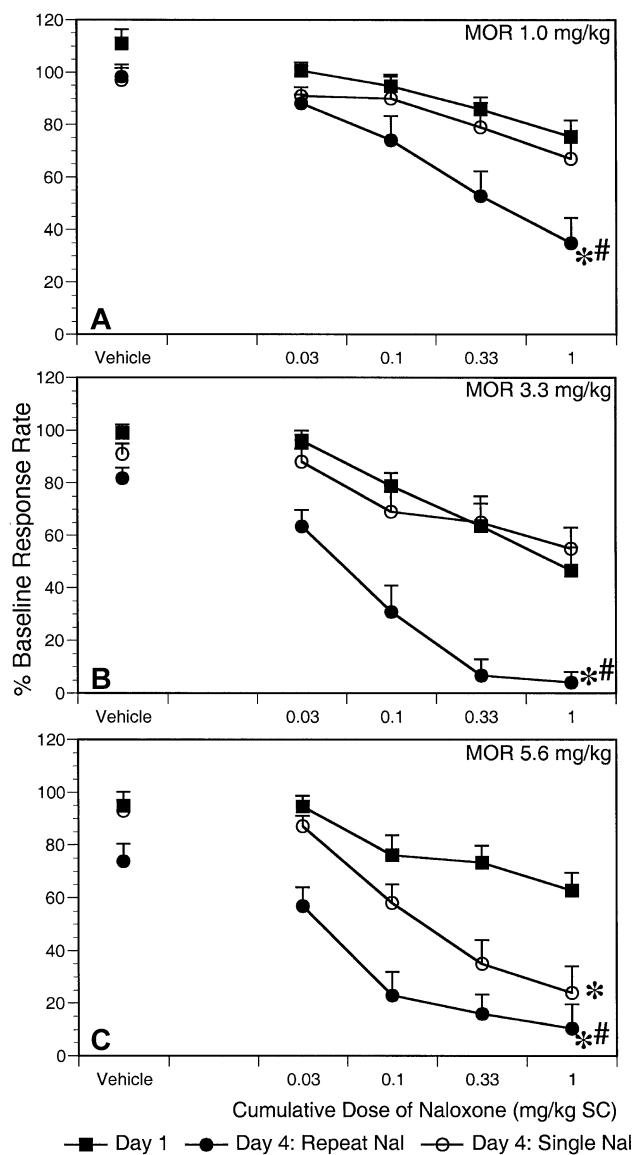 MOR 1.0 mg/kg
120
100
80
60
40
20
0
*#
A
Vehicle 0.03 0.1 0.33 1
% Baseline Response Rate
MOR 3.3 mg/kg
120
100
80
60
40
20
0
*#
B
Vehicle 0.03 0.1 0.33 1
MOR 5.6 mg/kg
120
100
80
60
40
20
0
*
*#
C
Vehicle 0.03 0.1 0.33 1
Cumulative Dose of Naloxone (mg/kg SC)
Day 1 Day 4: Repeat Nal Day 4: Single Nal